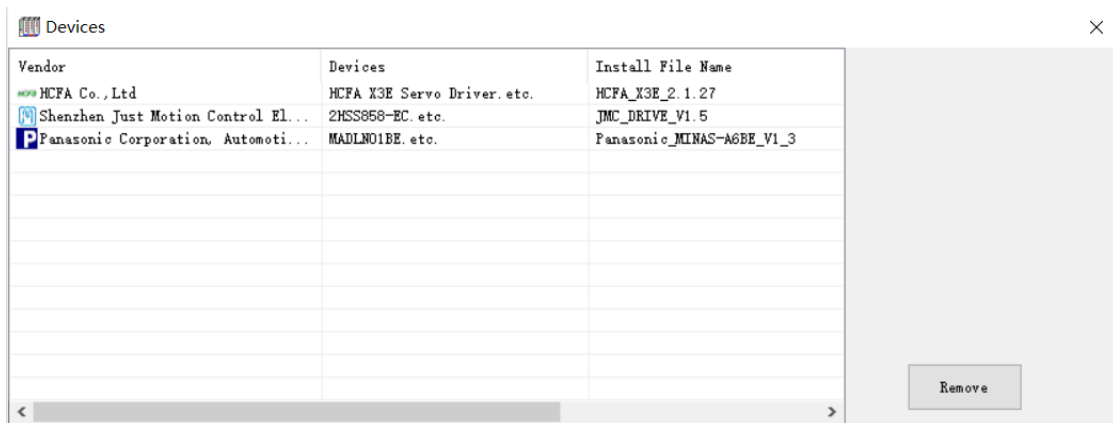 Devices
Vendor Devices Install File Name
HCFA HCFA Co.,Ltd HCFA X3E Servo Driver.etc. HCFA_X3E_2.1.27
Shenzhen Just Motion Control El... 2HSS858-EC.etc. JMC_DRIVE_V1.5
P Panasonic Corporation, Automoti... MADLN01BE.etc. Panasonic_MINAS-A6BE_V1_3
Remove